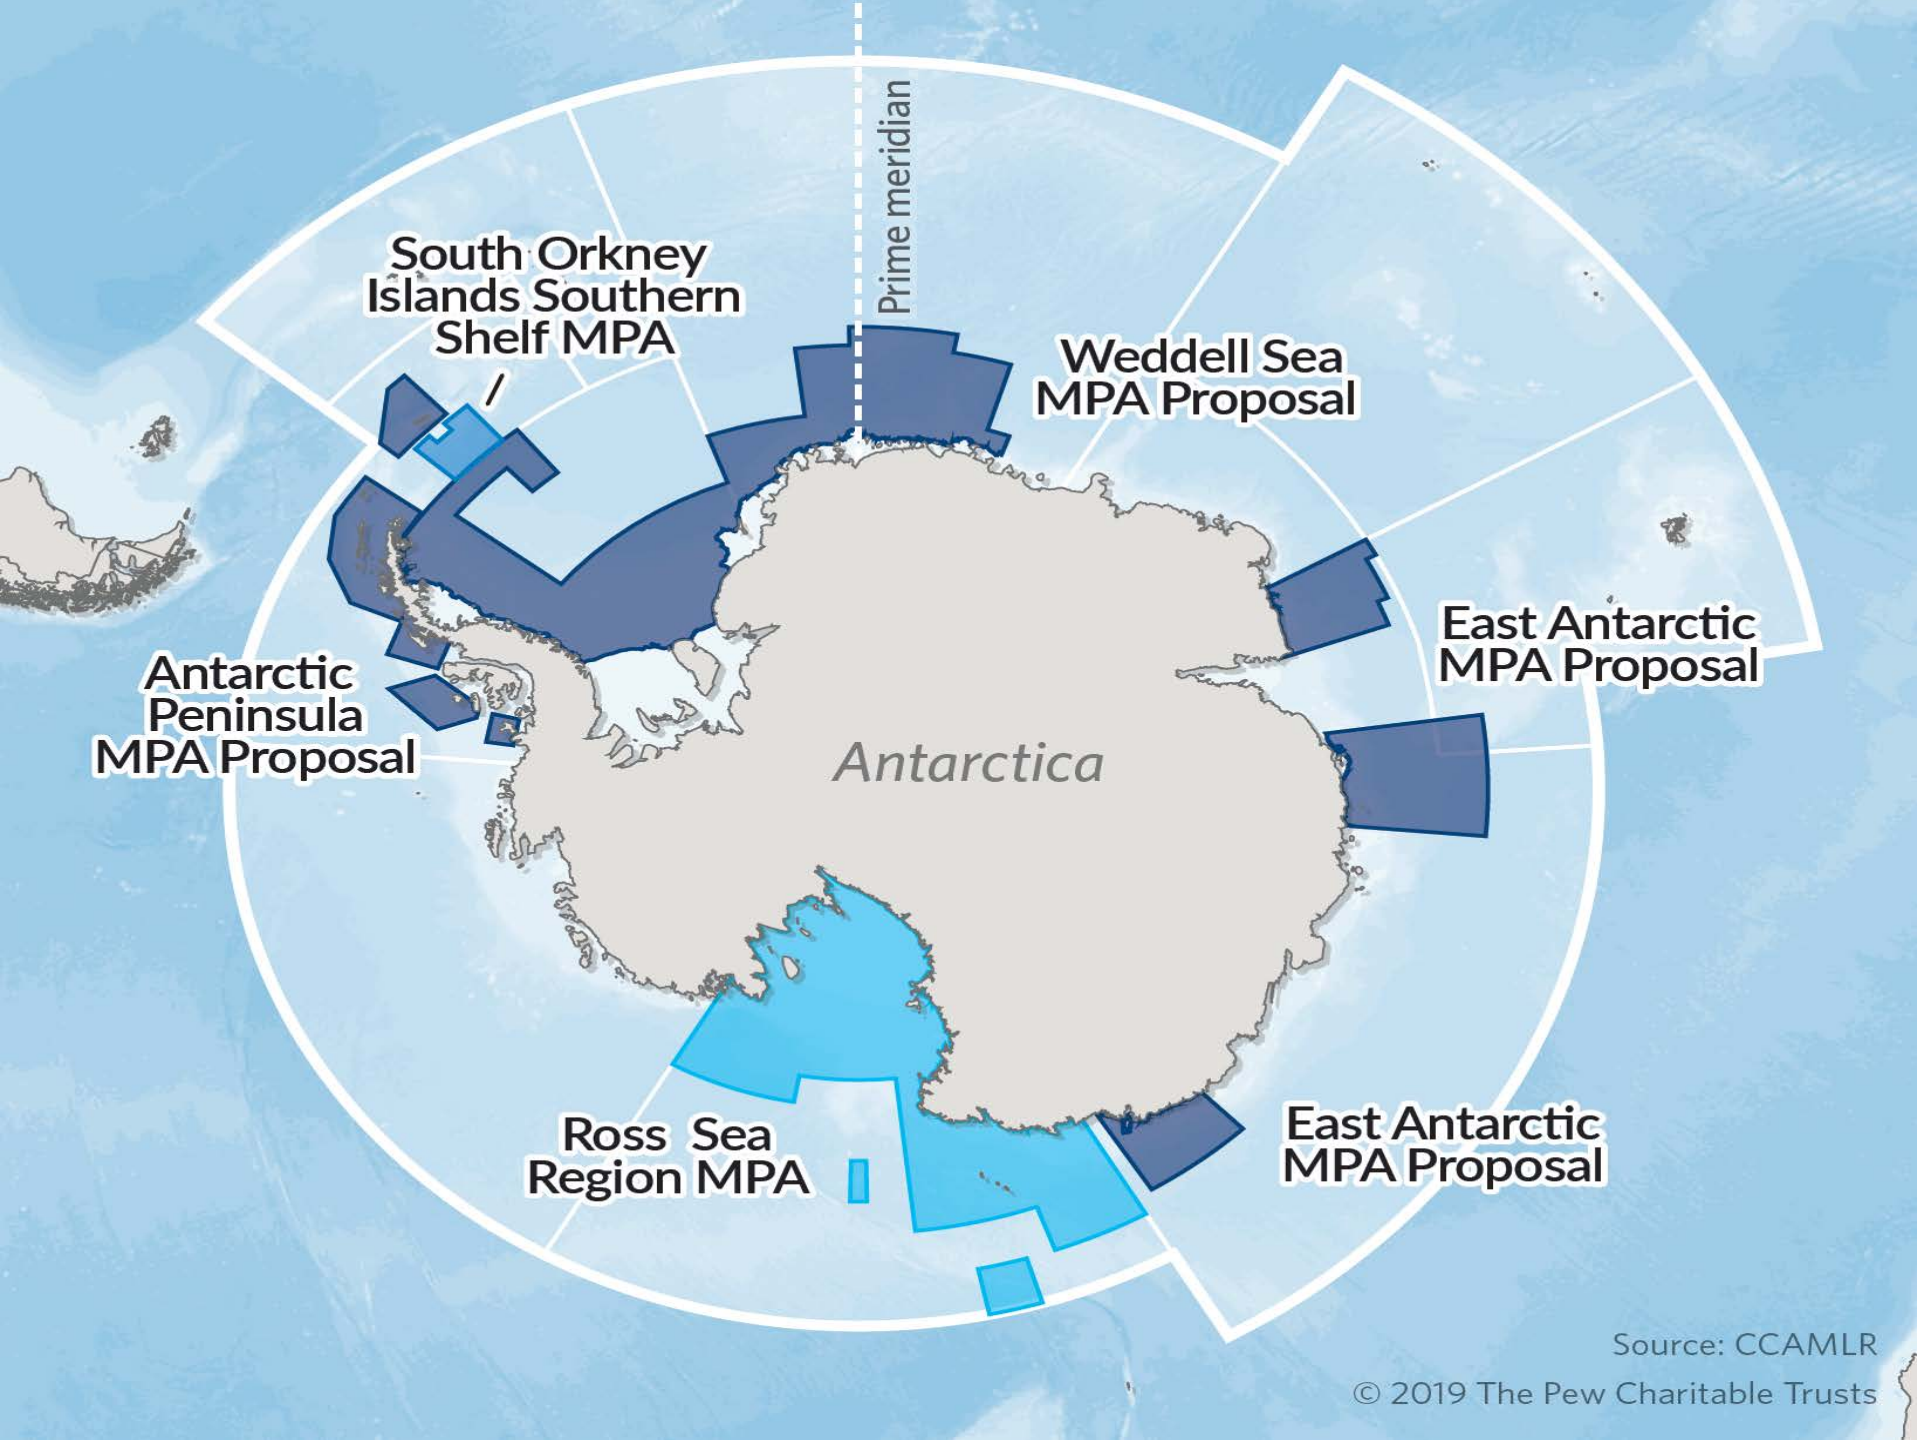 Prime meridian
South Orkney
Islands Southern
Shelf MPA
Weddell Sea
MPA Proposal
East Antarctic
MPA Proposal
Antarctic
Peninsula
MPA Proposal
Antarctica
Ross Sea
Region MPA
East Antarctic
MPA Proposal
Source: CCAMLR
© 2019 The Pew Charitable Trusts